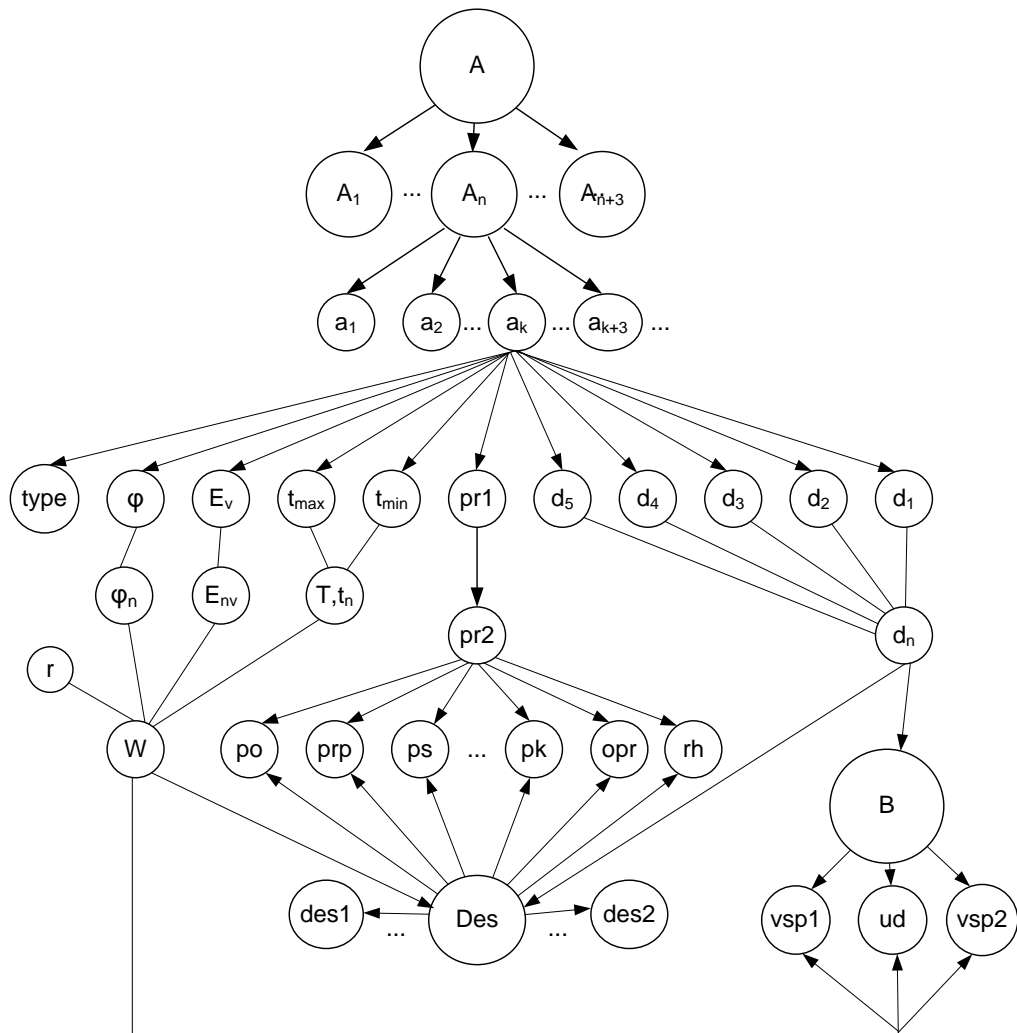 A
A₁ ... Aₙ ... Aₙ₊₃
a₁ a₂ ... aₖ ... aₖ₊₃ ...
type φ Eᵥ tmax tmin pr1 d₅ d₄ d₃ d₂ d₁
φₙ Eₙᵥ T,tₙ
pr2 dₙ
r
W po prp ps ... pk opr rh
B
des1 ... Des ... des2 vsp1 ud vsp2